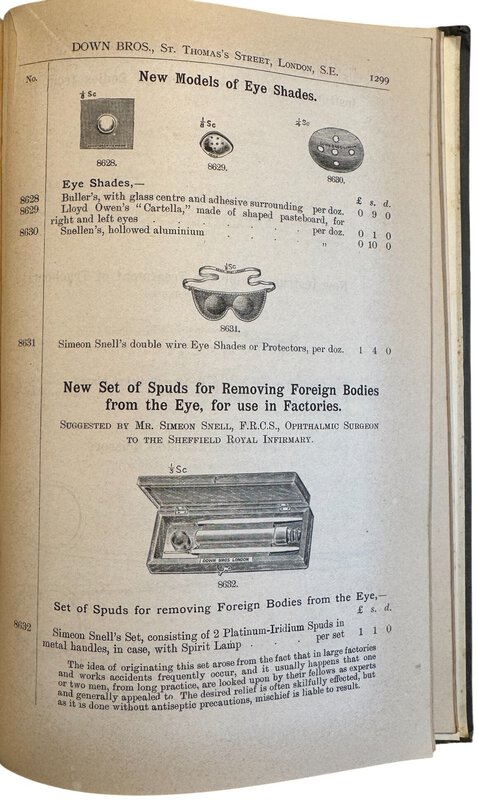 DOWN BROS., ST. THOMAS'S STREET, LONDON, S.E. 1299
No.
New Models of Eye Shades.
⅛ Sc
⅛ Sc
¼ Sc
8628.
8629.
8630.
Eye Shades,—
£ s. d.
8628 Buller's, with glass centre and adhesive surrounding per doz. 0 9 0
8629 Lloyd Owen's "Cartella," made of shaped pasteboard, for
right and left eyes . . . . per doz. 0 1 0
8630 Snellen's, hollowed aluminium . . . . „ 0 10 0
⅛Sc
8631.
8631 Simeon Snell's double wire Eye Shades or Protectors, per doz. 1 4 0
New Set of Spuds for Removing Foreign Bodies
from the Eye, for use in Factories.
SUGGESTED BY MR. SIMEON SNELL, F.R.C.S., OPHTHALMIC SURGEON
TO THE SHEFFIELD ROYAL INFIRMARY.
⅓ Sc
DOWN BROS LONDON
8632.
Set of Spuds for removing Foreign Bodies from the Eye,—
£ s. d.
8632 Simeon Snell's Set, consisting of 2 Platinum-Iridium Spuds in
metal handles, in case, with Spirit Lamp . . . per set 1 1 0
The idea of originating this set arose from the fact that in large factories
and works accidents frequently occur, and it usually happens that one
or two men, from long practice, are looked upon by their fellows as experts
and generally appealed to. The desired relief is often skilfully effected, but
as it is done without antiseptic precautions, mischief is liable to result.